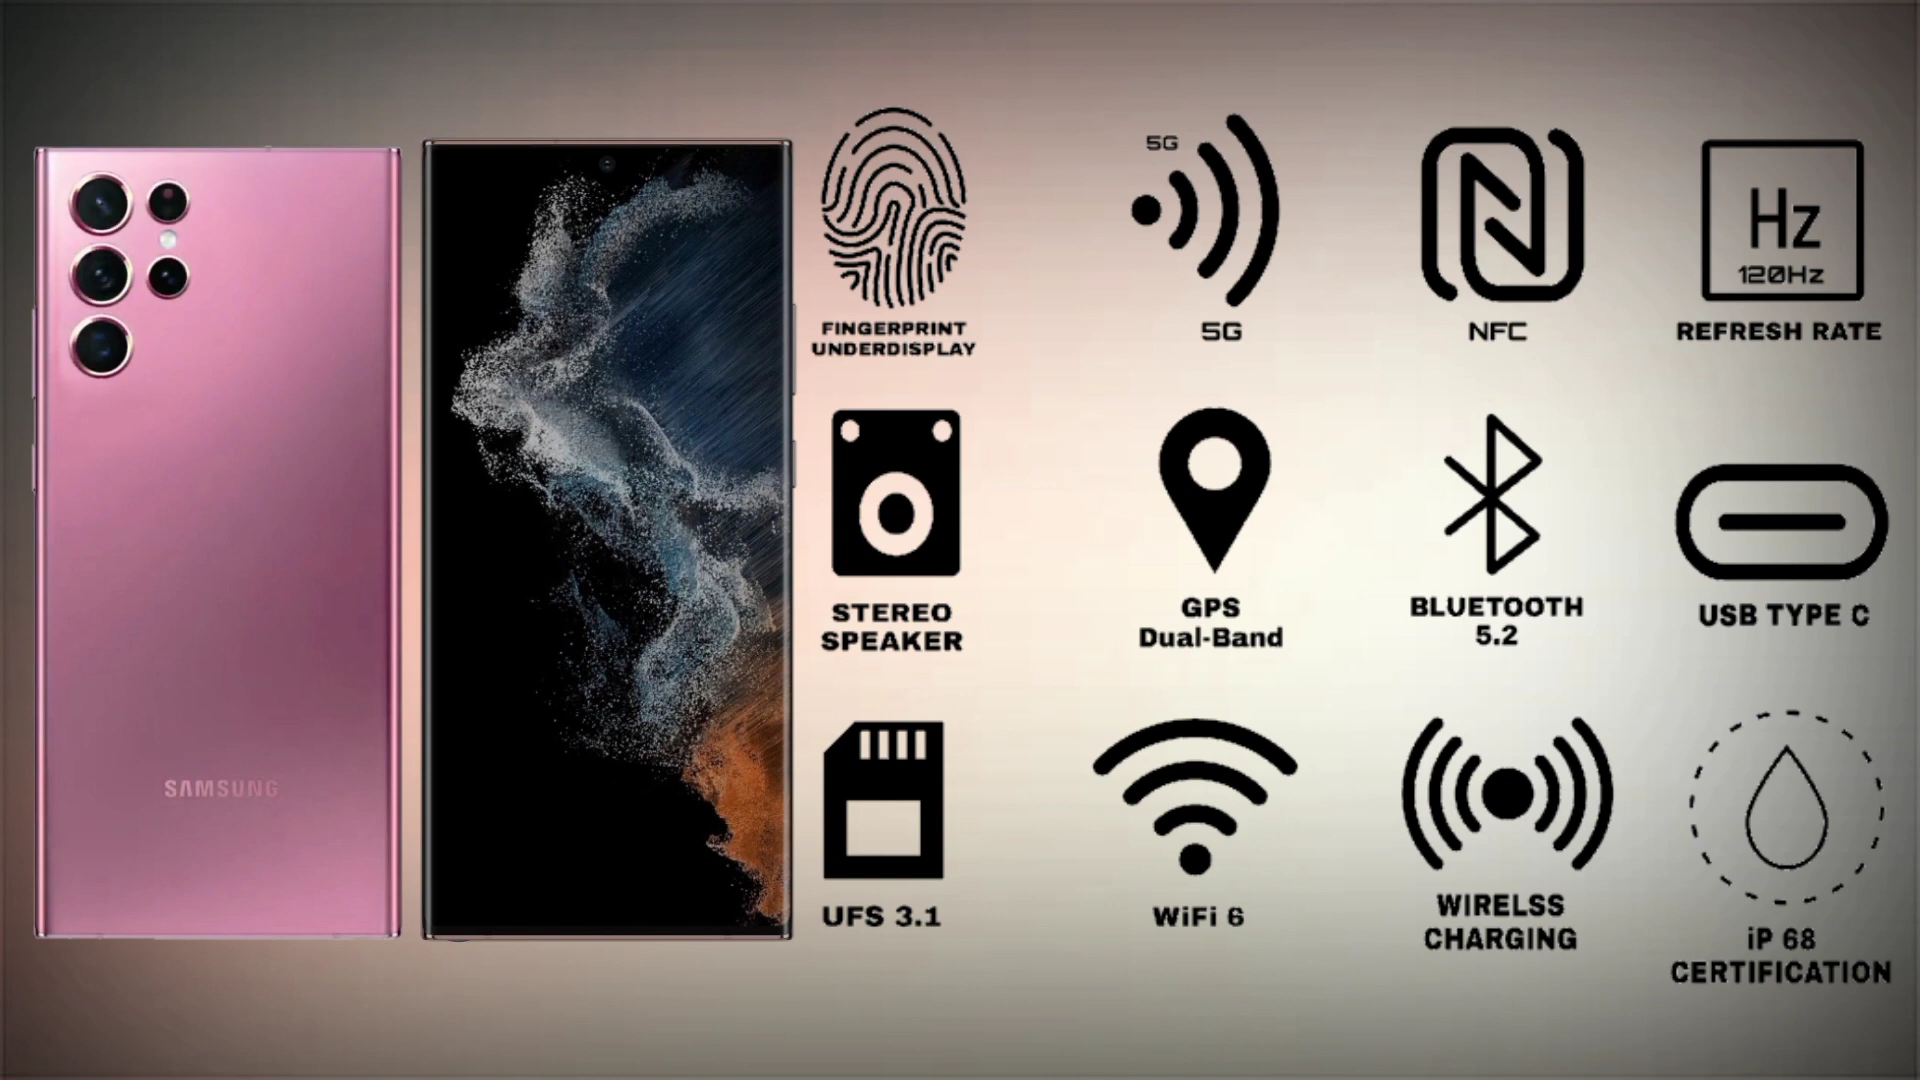 SAMSUNG
FINGERPRINT
UNDERDISPLAY
5G
5G
NFC
Hz
120Hz
REFRESH RATE
STEREO
SPEAKER
GPS
Dual-Band
BLUETOOTH
5.2
USB TYPE C
UFS 3.1
WiFi 6
WIRELSS
CHARGING
iP 68
CERTIFICATION